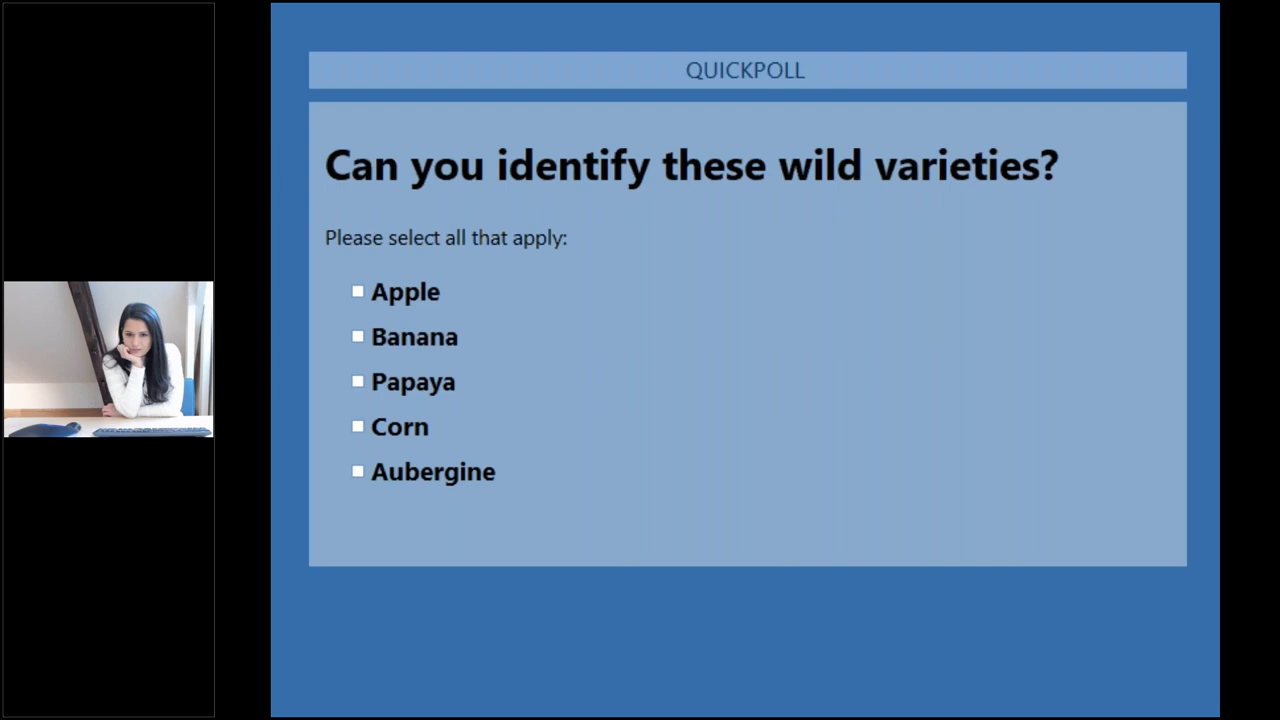 QUICKPOLL
Can you identify these wild varieties?
Please select all that apply:
Apple
Banana
Papaya
Corn
Aubergine